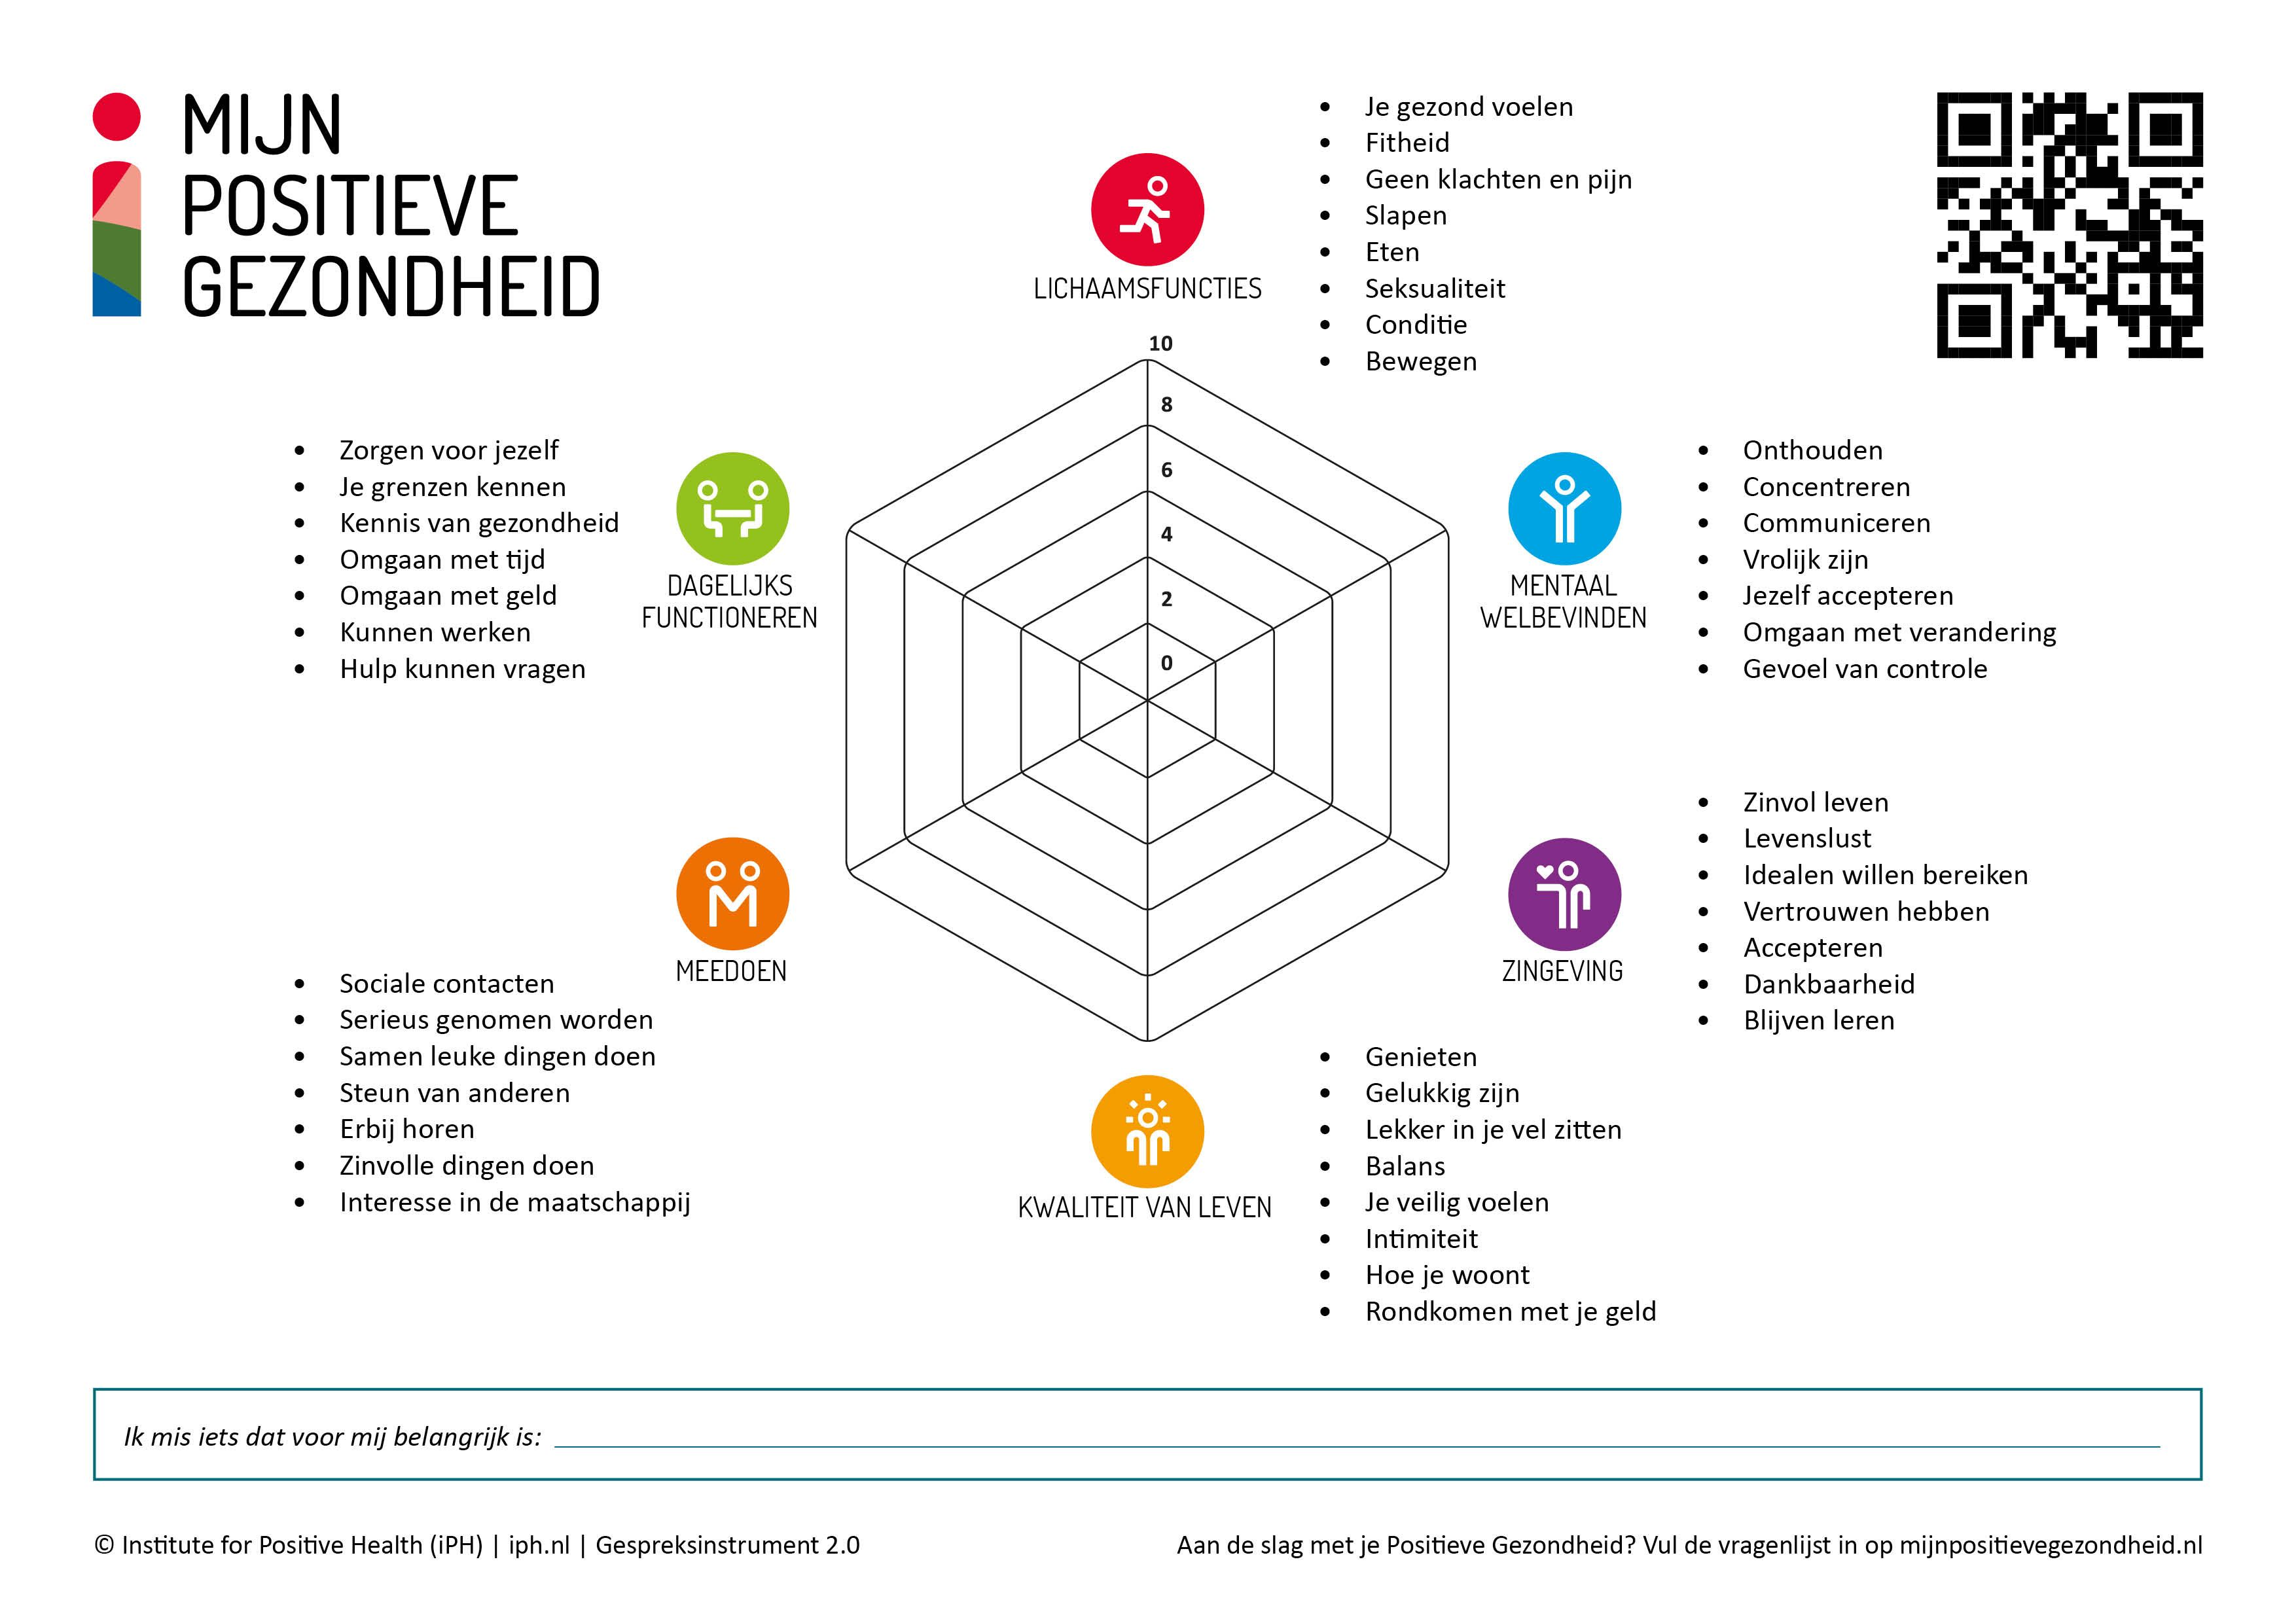 MIJN
POSITIEVE
GEZONDHEID
LICHAAMSFUNCTIES
• Je gezond voelen
• Fitheid
• Geen klachten en pijn
• Slapen
• Eten
• Seksualiteit
• Conditie
• Bewegen
10
8
6
4
2
0
• Zorgen voor jezelf
• Je grenzen kennen
• Kennis van gezondheid
• Omgaan met tijd
• Omgaan met geld
• Kunnen werken
• Hulp kunnen vragen
DAGELIJKS
FUNCTIONEREN
MENTAAL
WELBEVINDEN
• Onthouden
• Concentreren
• Communiceren
• Vrolijk zijn
• Jezelf accepteren
• Omgaan met verandering
• Gevoel van controle
MEEDOEN
• Sociale contacten
• Serieus genomen worden
• Samen leuke dingen doen
• Steun van anderen
• Erbij horen
• Zinvolle dingen doen
• Interesse in de maatschappij
ZINGEVING
• Zinvol leven
• Levenslust
• Idealen willen bereiken
• Vertrouwen hebben
• Accepteren
• Dankbaarheid
• Blijven leren
KWALITEIT VAN LEVEN
• Genieten
• Gelukkig zijn
• Lekker in je vel zitten
• Balans
• Je veilig voelen
• Intimiteit
• Hoe je woont
• Rondkomen met je geld
Ik mis iets dat voor mij belangrijk is:
© Institute for Positive Health (iPH) | iph.nl | Gespreksinstrument 2.0
Aan de slag met je Positieve Gezondheid? Vul de vragenlijst in op mijnpositievegezondheid.nl